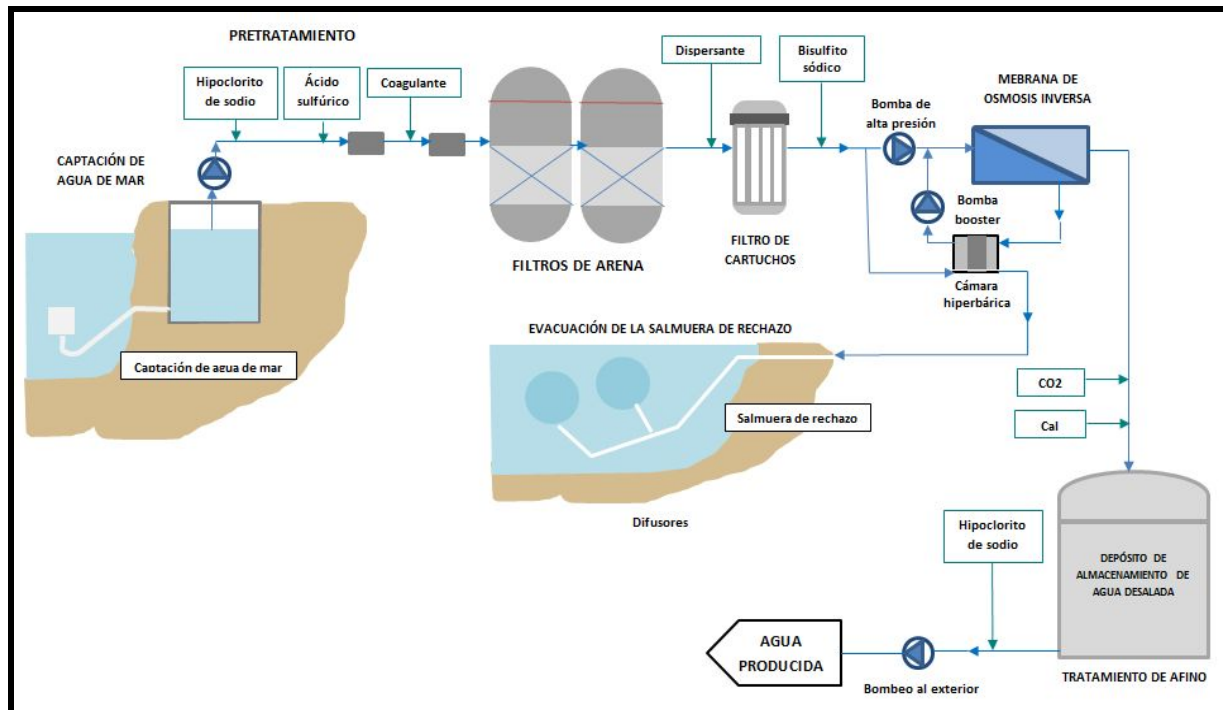 PRETRATAMIENTO
Hipoclorito
de sodio
Ácido
sulfúrico
Coagulante
Dispersante
Bisulfito
sódico
Bomba de
alta presión
MEBRANA DE
OSMOSIS INVERSA
CAPTACIÓN DE
AGUA DE MAR
Captación de agua de mar
FILTROS DE ARENA
FILTRO DE
CARTUCHOS
Bomba
booster
Cámara
hiperbárica
EVACUACIÓN DE LA SALMUERA DE RECHAZO
Salmuera de rechazo
Difusores
CO2
Cal
Hipoclorito
de sodio
DEPÓSITO DE
ALMACENAMIENTO DE
AGUA DESALADA
AGUA
PRODUCIDA
Bombeo al exterior
TRATAMIENTO DE AFINO